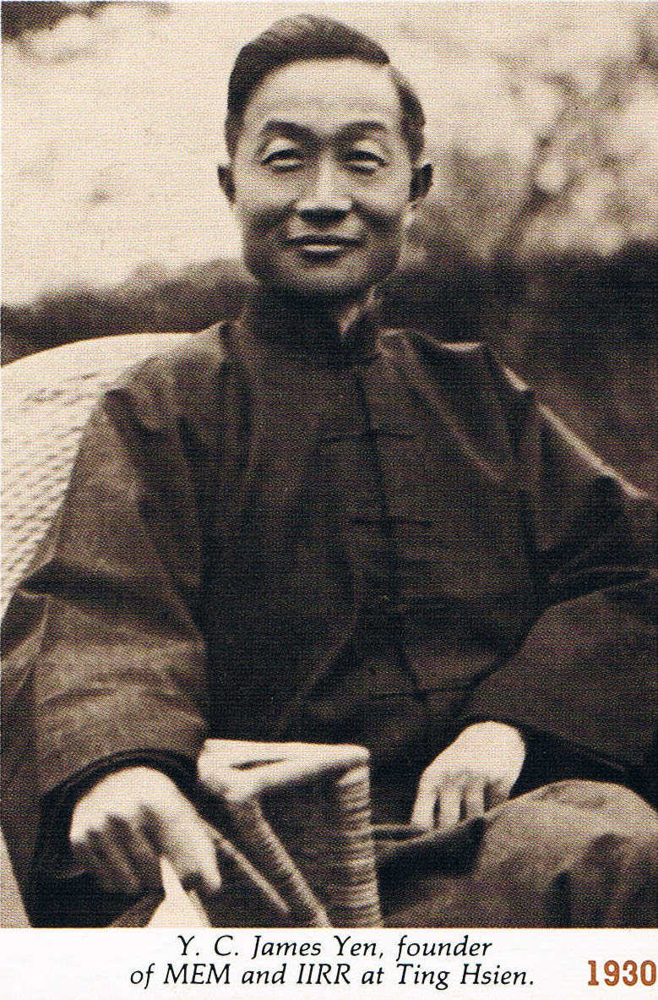 Y. C. James Yen, founder
of MEM and IIRR at Ting Hsien.
1930